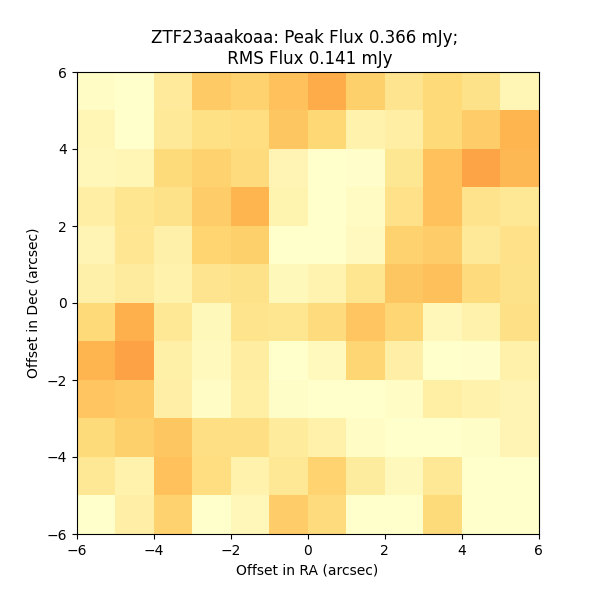 ZTF23aaakoaa: Peak Flux 0.366 mJy;
RMS Flux 0.141 mJy
6
4
2
0
−2
−4
−6
Offset in Dec (arcsec)
−6 −4 −2 0 2 4 6
Offset in RA (arcsec)